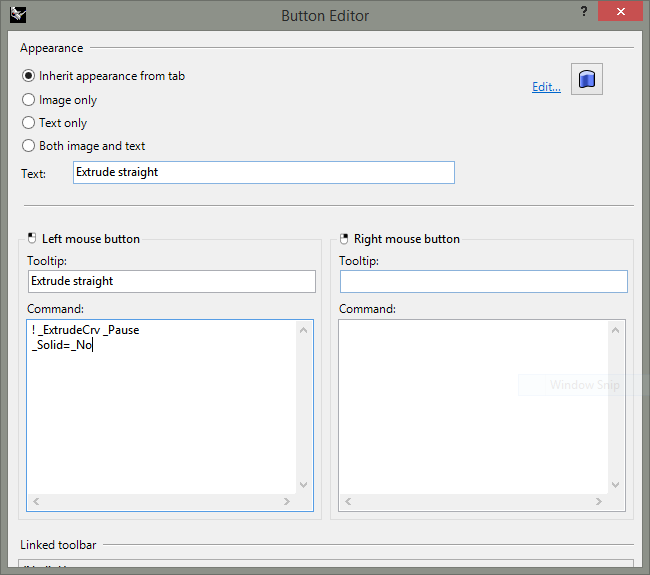 Button Editor
?
Appearance
Inherit appearance from tab
Image only
Text only
Both image and text
Edit...
Text:
Extrude straight
Left mouse button
Right mouse button
Tooltip:
Tooltip:
Extrude straight
Command:
Command:
! _ExtrudeCrv _Pause
_Solid=_No
Window Snip
Linked toolbar